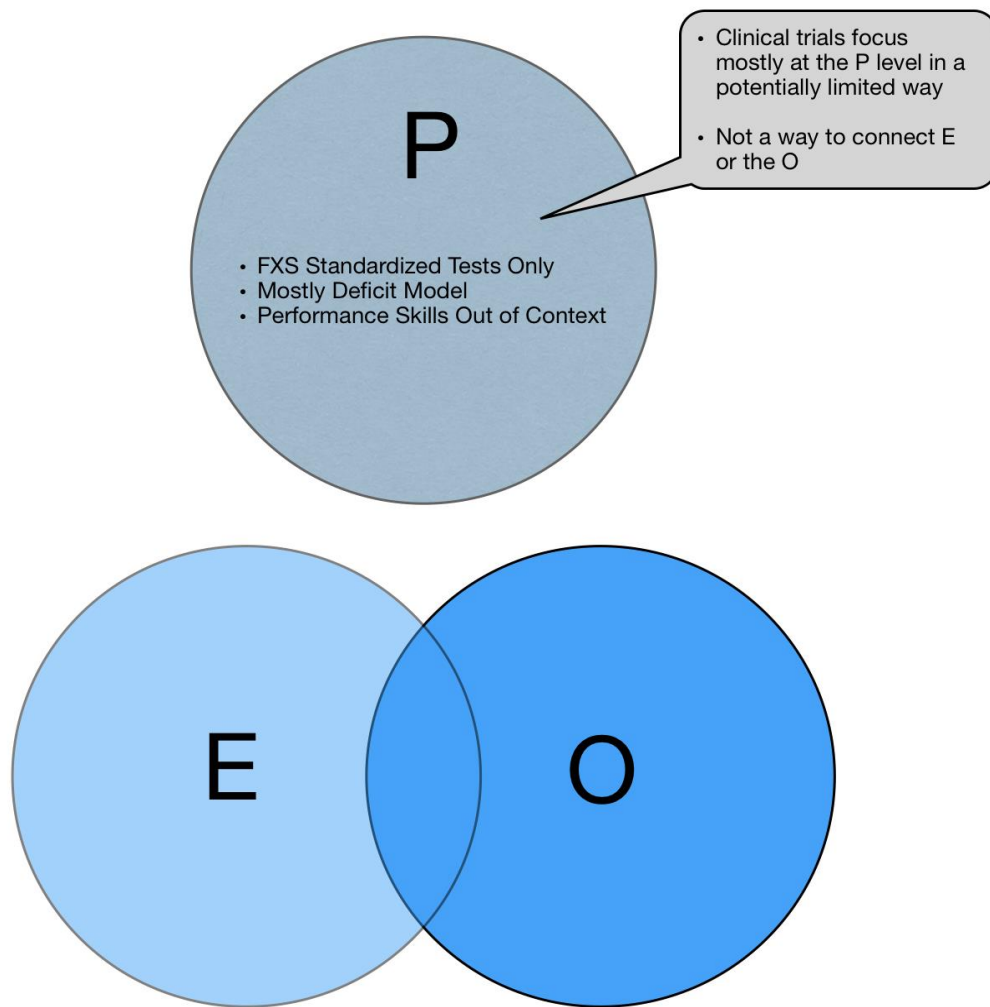 • Clinical trials focus
mostly at the P level in a
potentially limited way
• Not a way to connect E
or the O
P
• FXS Standardized Tests Only
• Mostly Deficit Model
• Performance Skills Out of Context
E
O